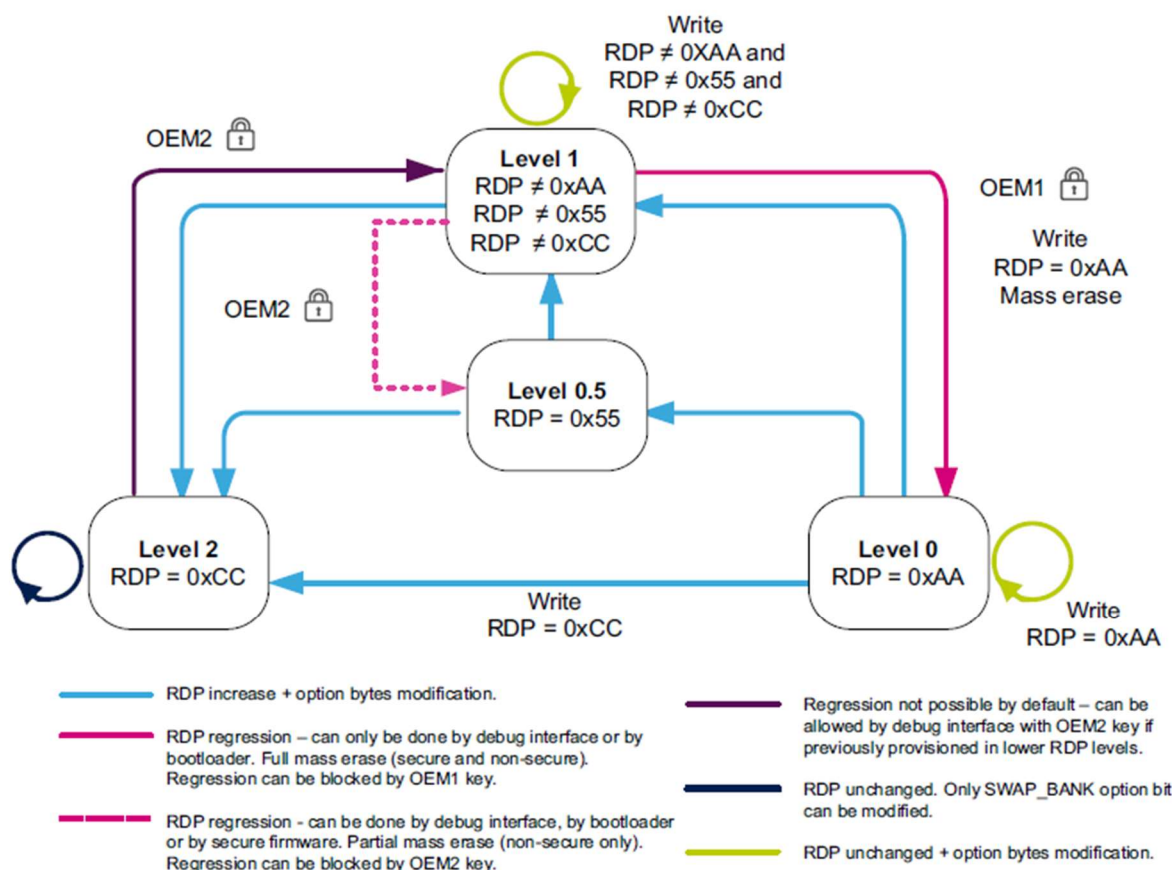 Write
RDP ≠ 0XAA and
RDP ≠ 0x55 and
RDP ≠ 0xCC
OEM2
Level 1
RDP ≠ 0xAA
RDP ≠ 0x55
RDP ≠ 0xCC
OEM1
Write
RDP = 0xAA
Mass erase
OEM2
Level 0.5
RDP = 0x55
Level 2
RDP = 0xCC
Level 0
RDP = 0xAA
Write
RDP = 0xCC
Write
RDP = 0xAA
RDP increase + option bytes modification.
RDP regression – can only be done by debug interface or by
bootloader. Full mass erase (secure and non-secure).
Regression can be blocked by OEM1 key.
RDP regression - can be done by debug interface, by bootloader
or by secure firmware. Partial mass erase (non-secure only).
Regression can be blocked by OEM2 key.
Regression not possible by default – can be
allowed by debug interface with OEM2 key if
previously provisioned in lower RDP levels.
RDP unchanged. Only SWAP_BANK option bit
can be modified.
RDP unchanged + option bytes modification.